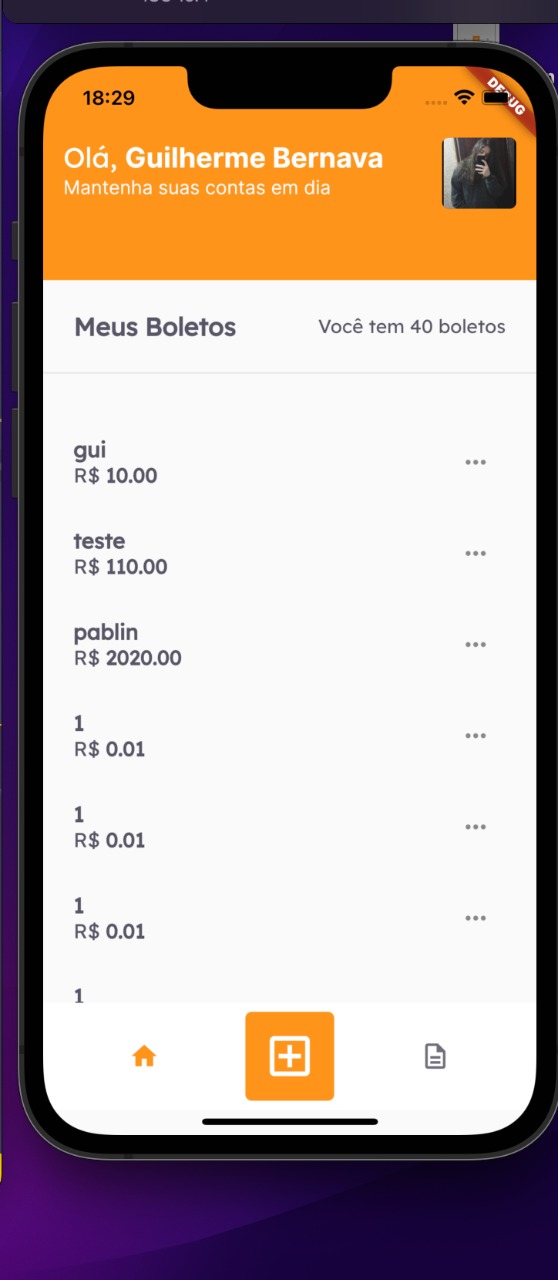 18:29
DEBUG
Olá, Guilherme Bernava
Mantenha suas contas em dia
Meus Boletos
Você tem 40 boletos
gui
R$ 10.00
teste
R$ 110.00
pablin
R$ 2020.00
1
R$ 0.01
1
R$ 0.01
1
R$ 0.01
1